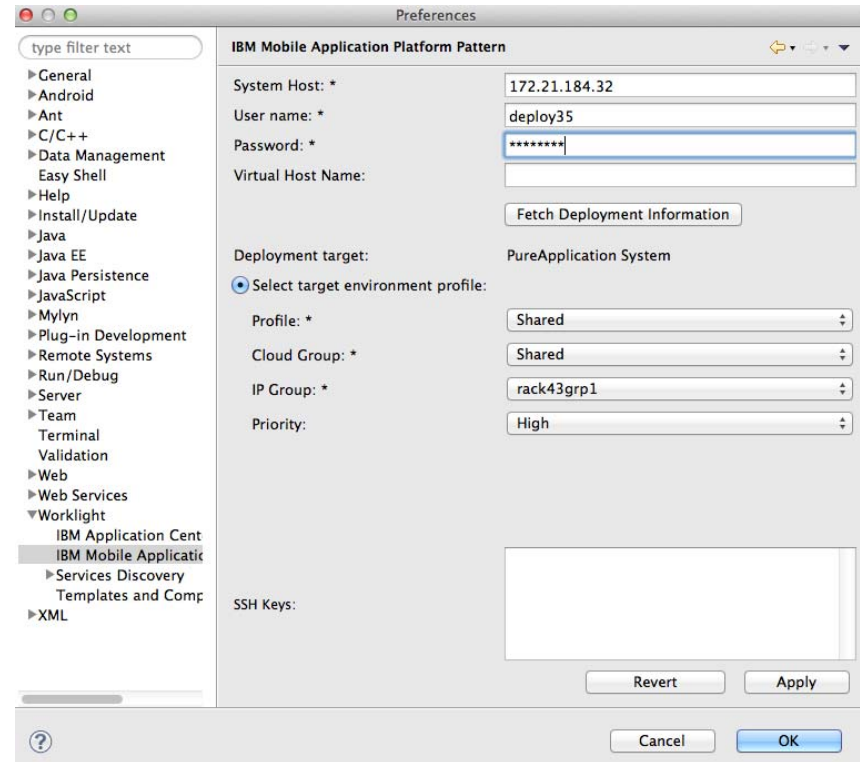 Preferences
type filter text
General
Android
Ant
C/C++
Data Management
Easy Shell
Help
Install/Update
Java
Java EE
Java Persistence
JavaScript
Mylyn
Plug-in Development
Remote Systems
Run/Debug
Server
Team
Terminal
Validation
Web
Web Services
Worklight
IBM Application Cent
IBM Mobile Applicatic
Services Discovery
Templates and Comp
XML
IBM Mobile Application Platform Pattern
System Host: * 172.21.184.32
User name: * deploy35
Password: * ********
Virtual Host Name:
Fetch Deployment Information
Deployment target: PureApplication System
Select target environment profile:
Profile: * Shared
Cloud Group: * Shared
IP Group: * rack43grp1
Priority: High
SSH Keys:
Revert Apply
? Cancel OK